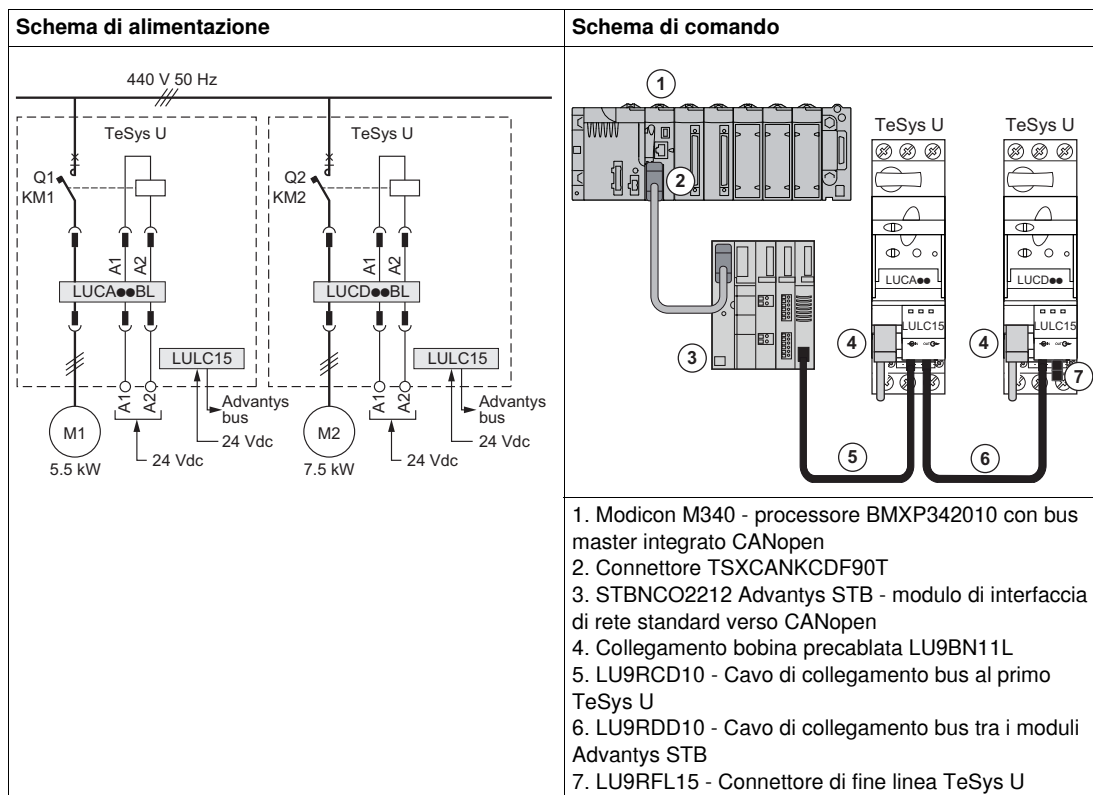 Schema di alimentazione
440 V 50 Hz
TeSys U
TeSys U
Q1
KM1
Q2
KM2
A1
A2
A1
A2
LUCA●●BL
LUCD●●BL
LULC15
LULC15
A1
A2
A1
A2
Advantys
bus
24 Vdc
24 Vdc
Advantys
bus
24 Vdc
24 Vdc
M1
5.5 kW
M2
7.5 kW
Schema di comando
1
TeSys U
TeSys U
2
LUCA●●
LUCD●●
LULC15
LULC15
3
4
4
7
5
6
1. Modicon M340 - processore BMXP342010 con bus
master integrato CANopen
2. Connettore TSXCANKCDF90T
3. STBNCO2212 Advantys STB - modulo di interfaccia
di rete standard verso CANopen
4. Collegamento bobina precablata LU9BN11L
5. LU9RCD10 - Cavo di collegamento bus al primo
TeSys U
6. LU9RDD10 - Cavo di collegamento bus tra i moduli
Advantys STB
7. LU9RFL15 - Connettore di fine linea TeSys U